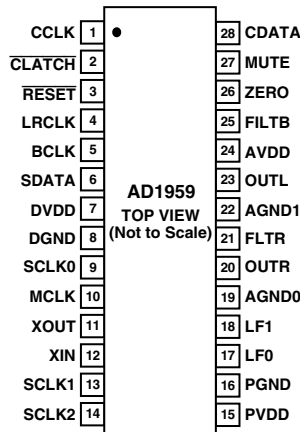 CCLK 1 28 CDATA
CLATCH 2 27 MUTE
RESET 3 26 ZERO
LRCLK 4 25 FILTB
BCLK 5 24 AVDD
SDATA 6 23 OUTL
DVDD 7 22 AGND1
DGND 8 21 FLTR
SCLK0 9 20 OUTR
MCLK 10 19 AGND0
XOUT 11 18 LF1
XIN 12 17 LF0
SCLK1 13 16 PGND
SCLK2 14 15 PVDD
AD1959
TOP VIEW
(Not to Scale)